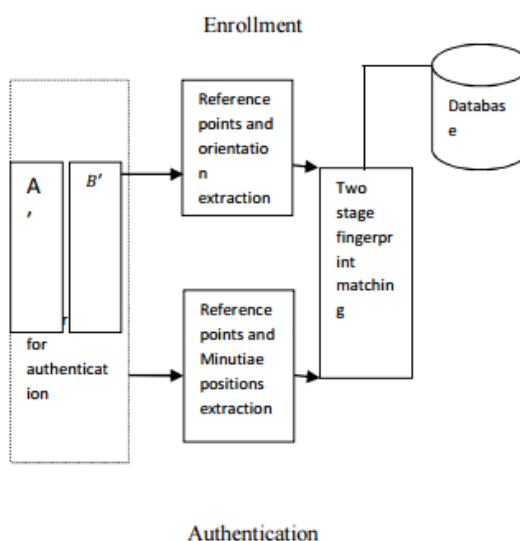 Enrollment
Reference
points and
orientatio
n
extraction
Databas
e
A
′
B′
Two
stage
fingerpr
int
matchin
g
r
for
authenticat
ion
Reference
points and
Minutiae
positions
extraction
Authentication